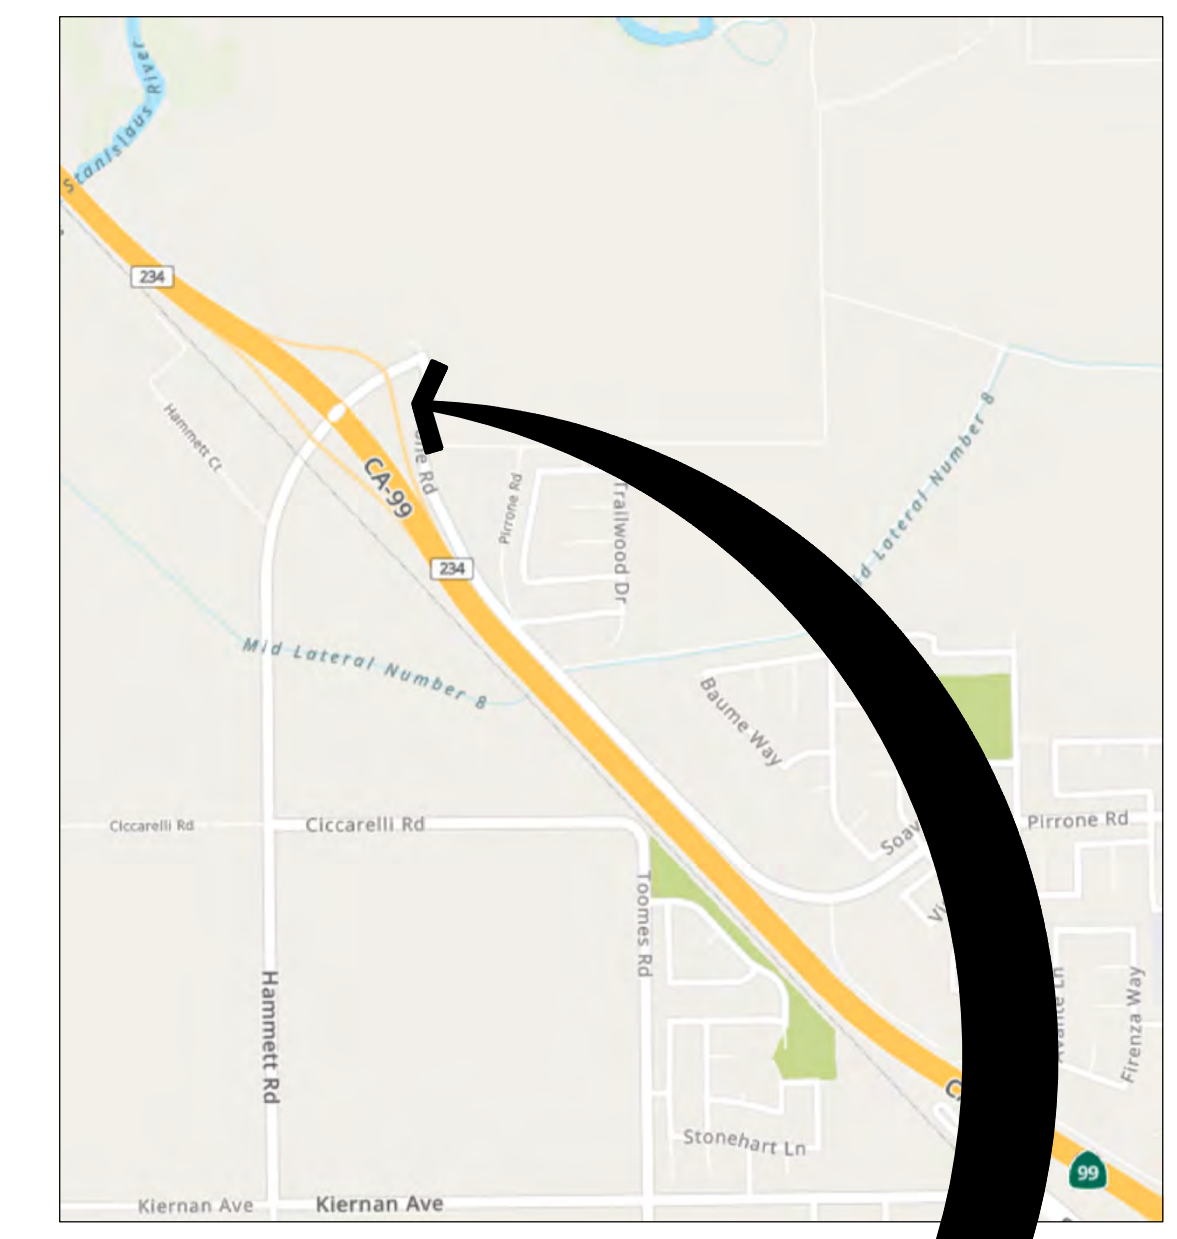 Stanislaus River
234
Hammett Ct
CA-99
Rd
Pirrone Rd
Trailwood Dr
Lateral Number 8
234
Mid Lateral Number 8
Baume Way
Ciccarelli Rd
Ciccarelli Rd
Pirrone Rd
Toomes Rd
Hammett Rd
Firenza Way
Stonehart Ln
99
Kiernan Ave
Kiernan Ave